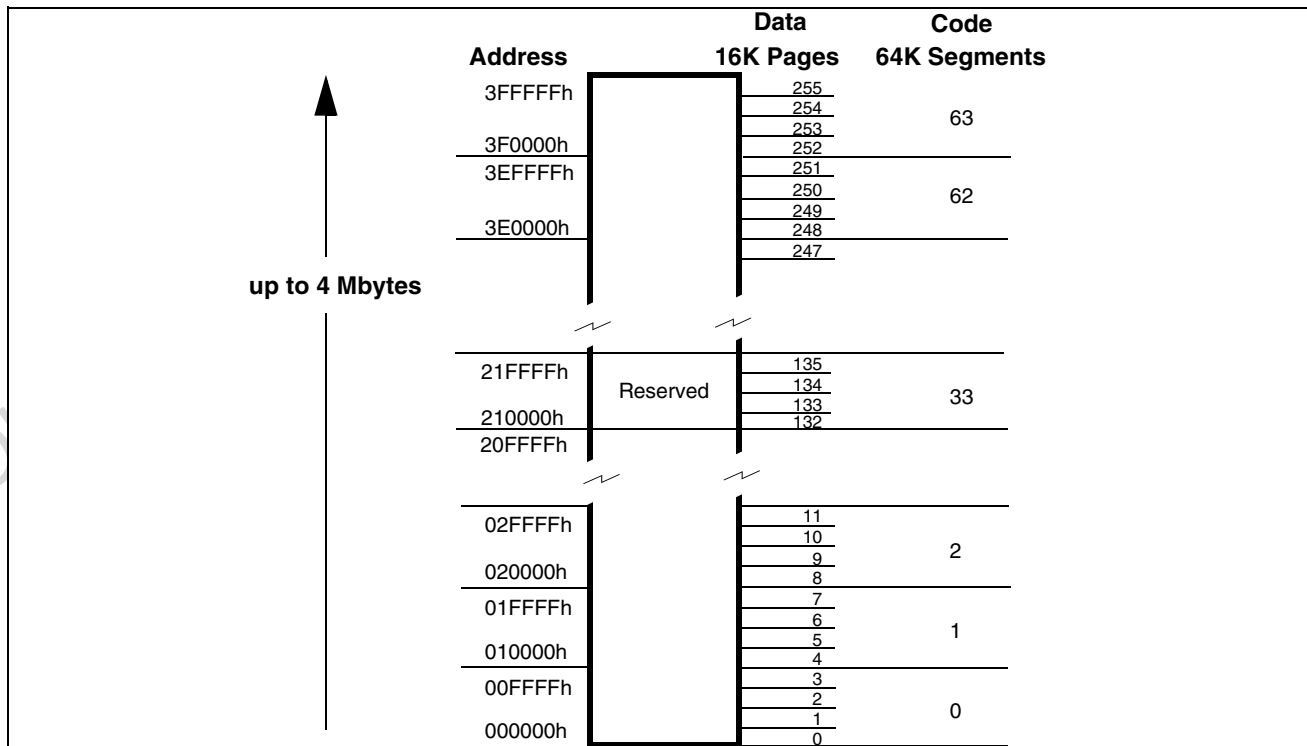 Data Code
Address 16K Pages 64K Segments
3FFFFFh 255
254
253 63
3F0000h 252
3EFFFFh 251
250 62
249
3E0000h 248
247
up to 4 Mbytes
21FFFFh 135
Reserved 134 33
133
210000h 132
20FFFFh
02FFFFh 11
10
9 2
020000h 8
01FFFFh 7
6
5 1
010000h 4
00FFFFh 3
2
1 0
000000h 0